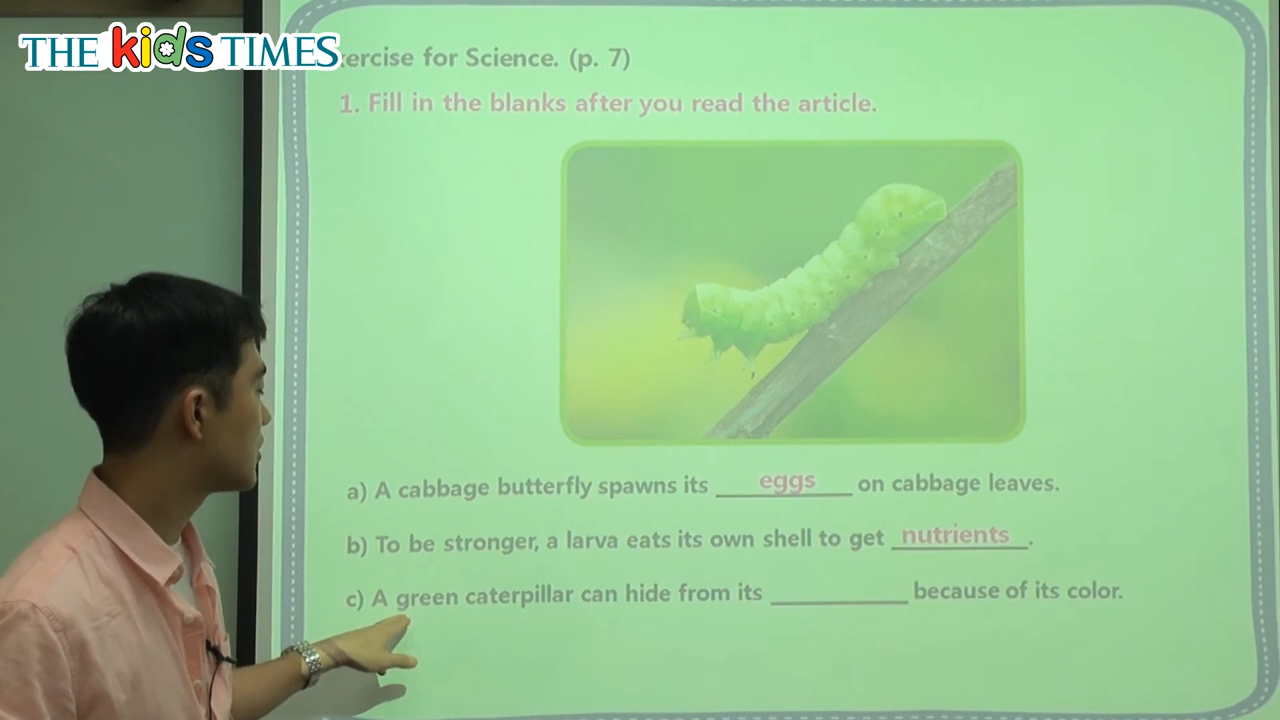 THE kids TIMES
ercise for Science. (p. 7)
1. Fill in the blanks after you read the article.
a) A cabbage butterfly spawns its eggs on cabbage leaves.
b) To be stronger, a larva eats its own shell to get nutrients.
c) A green caterpillar can hide from its __________ because of its color.